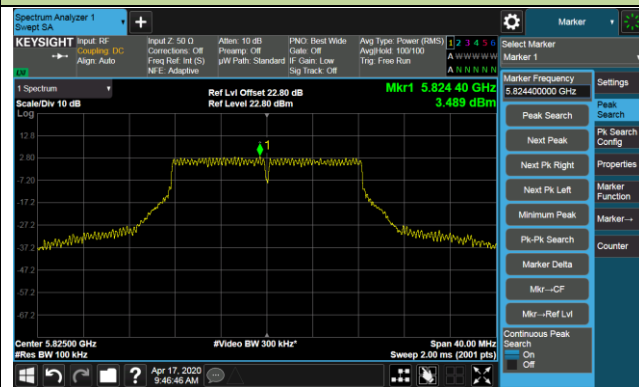 Spectrum Analyzer 1
Swept SA
+
Marker
KEYSIGHT
Input: RF
Coupling: DC
Align: Auto
Input Z: 50 Ω
Corrections: Off
Freq Ref: Int (S)
NFE: Adaptive
Atten: 10 dB
Preamp: Off
µW Path: Standard
PNO: Best Wide
Gate: Off
IF Gain: Low
Sig Track: Off
Avg Type: Power (RMS)
Avg|Hold: 100/100
Trig: Free Run
1 2 3 4 5 6
A W W W W W
A N N N N N
Select Marker
Marker 1
1 Spectrum
Scale/Div 10 dB
Log
Ref Lvl Offset 22.80 dB
Ref Level 22.80 dBm
Mkr1 5.824 40 GHz
3.489 dBm
12.8
2.80
-7.20
-17.2
-27.2
-37.2
-47.2
-57.2
-67.2
1
Center 5.82500 GHz
#Res BW 100 kHz
#Video BW 300 kHz*
Span 40.00 MHz
Sweep 2.00 ms (2001 pts)
Marker Frequency
5.824400000 GHz
Peak Search
Next Peak
Next Pk Right
Next Pk Left
Minimum Peak
Pk-Pk Search
Marker Delta
Mkr→CF
Mkr→Ref Lvl
Continuous Peak
Search
On
Off
Settings
Peak
Search
Pk Search
Config
Properties
Marker
Function
Marker→
Counter
?
Apr 17, 2020
9:46:46 AM